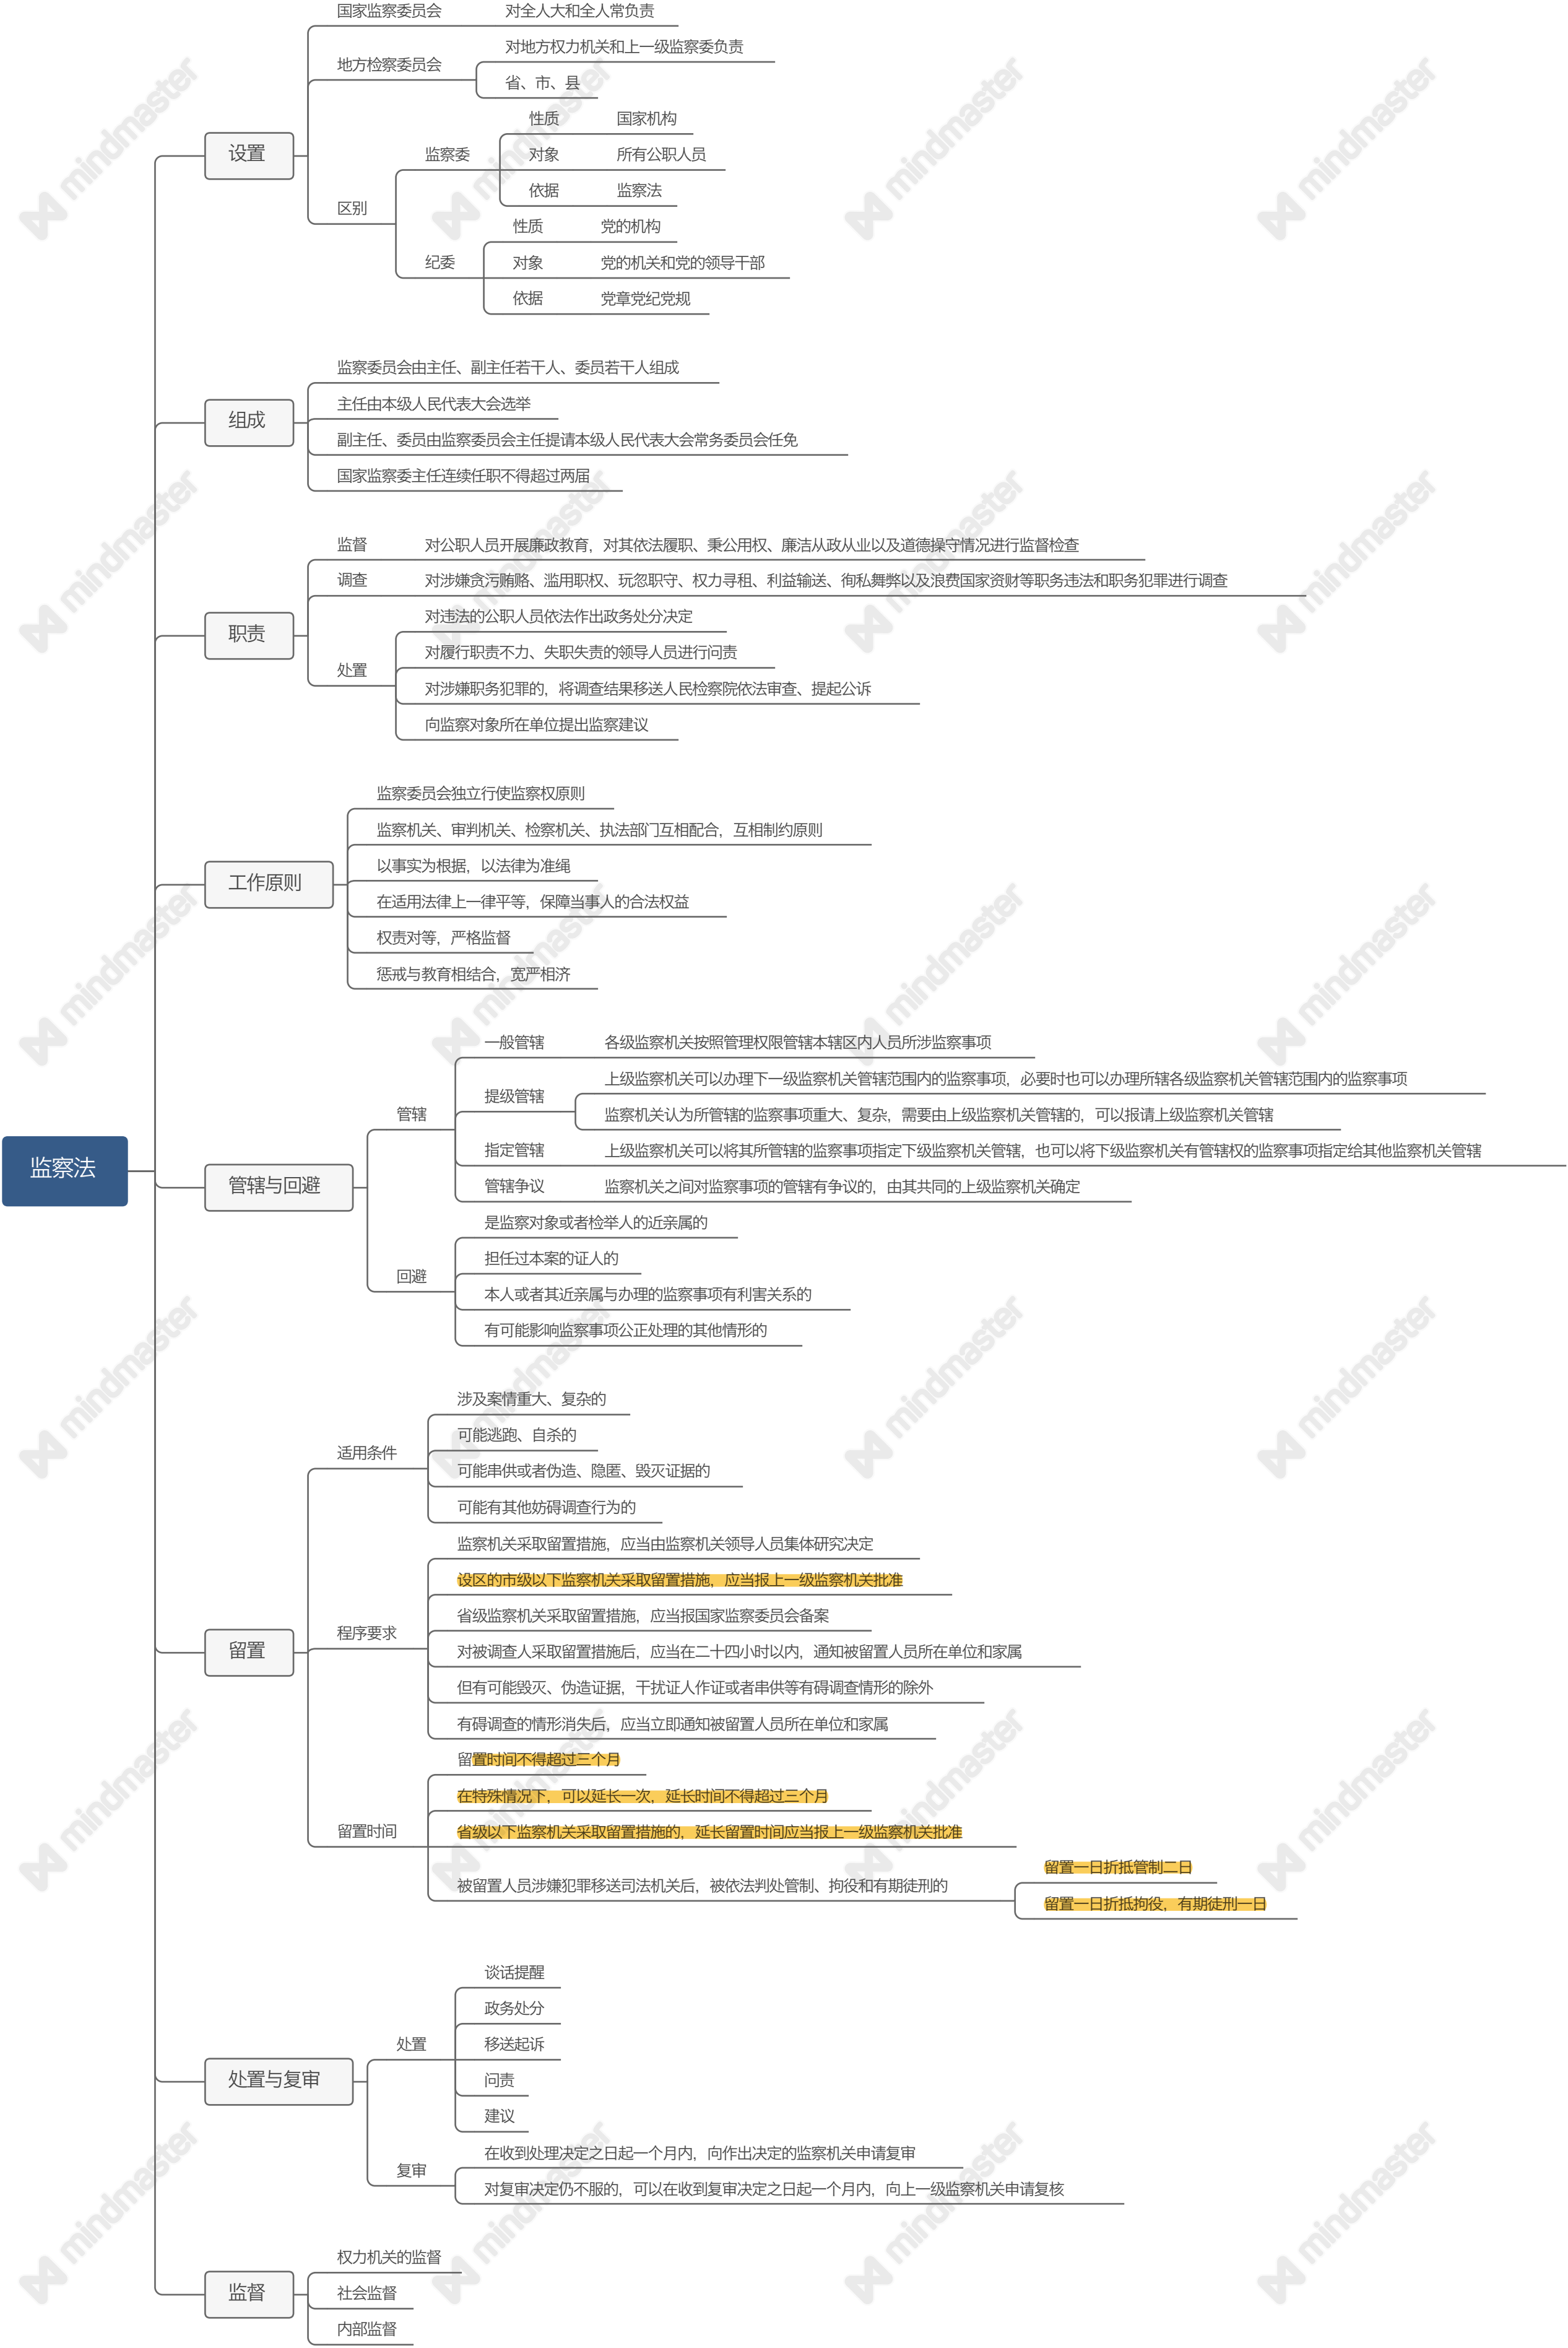 国家监察委员会 对全人大和全人常负责
地方检察委员会
对地方权力机关和上一级监察委负责
省、市、县
设置
区别
监察委
性质 国家机构
对象 所有公职人员
依据 监察法
纪委
性质 党的机构
对象 党的机关和党的领导干部
依据 党章党纪党规
组成
监察委员会由主任、副主任若干人、委员若干人组成
主任由本级人民代表大会选举
副主任、委员由监察委员会主任提请本级人民代表大会常务委员会任免
国家监察委主任连续任职不得超过两届
职责
监督 对公职人员开展廉政教育，对其依法履职、秉公用权、廉洁从政从业以及道德操守情况进行监督检查
调查 对涉嫌贪污贿赂、滥用职权、玩忽职守、权力寻租、利益输送、徇私舞弊以及浪费国家资财等职务违法和职务犯罪进行调查
处置
对违法的公职人员依法作出政务处分决定
对履行职责不力、失职失责的领导人员进行问责
对涉嫌职务犯罪的，将调查结果移送人民检察院依法审查、提起公诉
向监察对象所在单位提出监察建议
工作原则
监察委员会独立行使监察权原则
监察机关、审判机关、检察机关、执法部门互相配合，互相制约原则
以事实为根据，以法律为准绳
在适用法律上一律平等，保障当事人的合法权益
权责对等，严格监督
惩戒与教育相结合，宽严相济
监察法
管辖与回避
管辖
一般管辖 各级监察机关按照管理权限管辖本辖区内人员所涉监察事项
提级管辖
上级监察机关可以办理下一级监察机关管辖范围内的监察事项，必要时也可以办理所辖各级监察机关管辖范围内的监察事项
监察机关认为所管辖的监察事项重大、复杂，需要由上级监察机关管辖的，可以报请上级监察机关管辖
指定管辖 上级监察机关可以将其所管辖的监察事项指定下级监察机关管辖，也可以将下级监察机关有管辖权的监察事项指定给其他监察机关管辖
管辖争议 监察机关之间对监察事项的管辖有争议的，由其共同的上级监察机关确定
回避
是监察对象或者检举人的近亲属的
担任过本案的证人的
本人或者其近亲属与办理的监察事项有利害关系的
有可能影响监察事项公正处理的其他情形的
留置
适用条件
涉及案情重大、复杂的
可能逃跑、自杀的
可能串供或者伪造、隐匿、毁灭证据的
可能有其他妨碍调查行为的
程序要求
监察机关采取留置措施，应当由监察机关领导人员集体研究决定
设区的市级以下监察机关采取留置措施，应当报上一级监察机关批准
省级监察机关采取留置措施，应当报国家监察委员会备案
对被调查人采取留置措施后，应当在二十四小时以内，通知被留置人员所在单位和家属
但有可能毁灭、伪造证据，干扰证人作证或者串供等有碍调查情形的除外
有碍调查的情形消失后，应当立即通知被留置人员所在单位和家属
留置时间
留置时间不得超过三个月
在特殊情况下，可以延长一次，延长时间不得超过三个月
省级以下监察机关采取留置措施的，延长留置时间应当报上一级监察机关批准
被留置人员涉嫌犯罪移送司法机关后，被依法判处管制、拘役和有期徒刑的
留置一日折抵管制二日
留置一日折抵拘役，有期徒刑一日
处置与复审
处置
谈话提醒
政务处分
移送起诉
问责
建议
复审
在收到处理决定之日起一个月内，向作出决定的监察机关申请复审
对复审决定仍不服的，可以在收到复审决定之日起一个月内，向上一级监察机关申请复核
监督
权力机关的监督
社会监督
内部监督